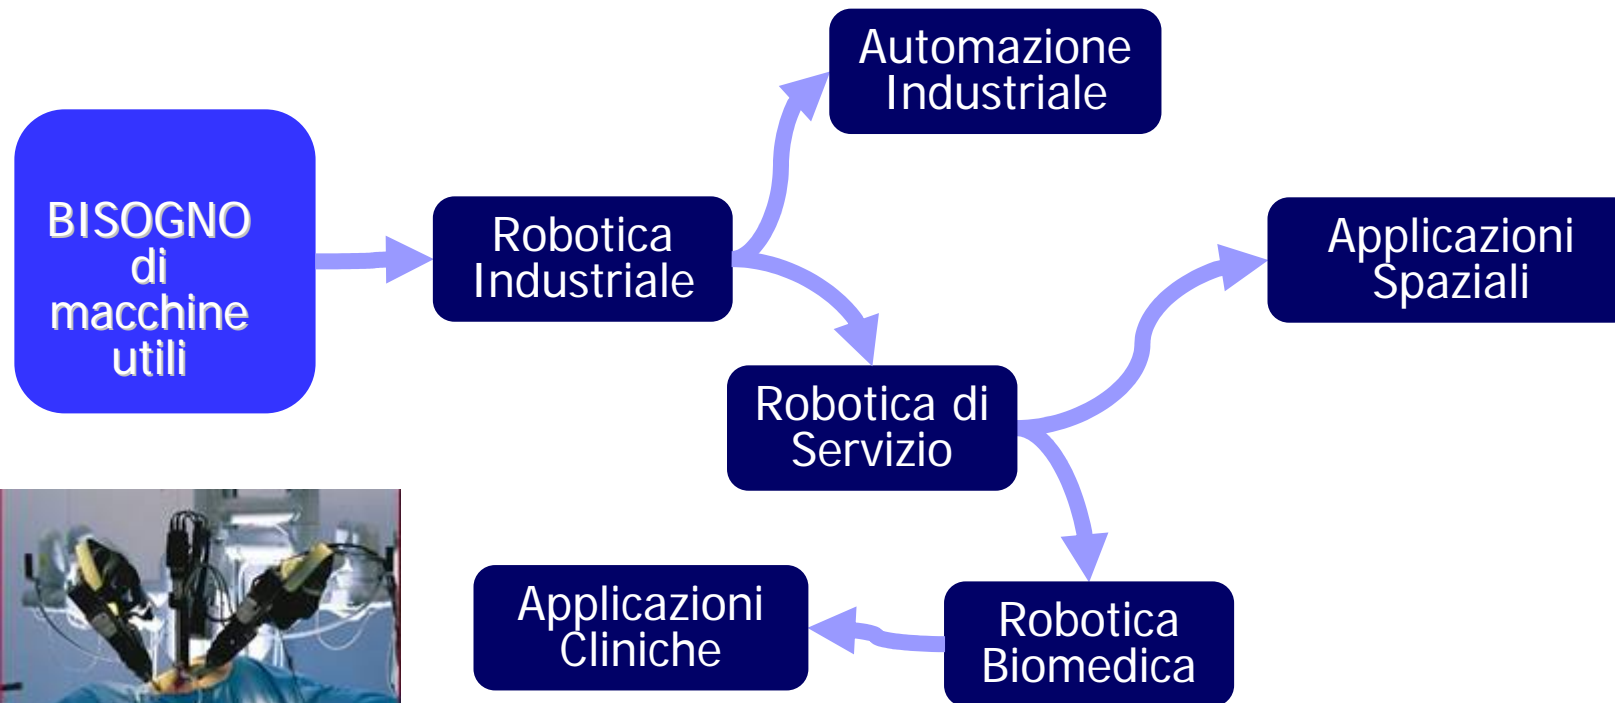 Automazione
Industriale
BISOGNO
di
macchine
utili
Robotica
Industriale
Applicazioni
Spaziali
Robotica di
Servizio
Applicazioni
Cliniche
Robotica
Biomedica